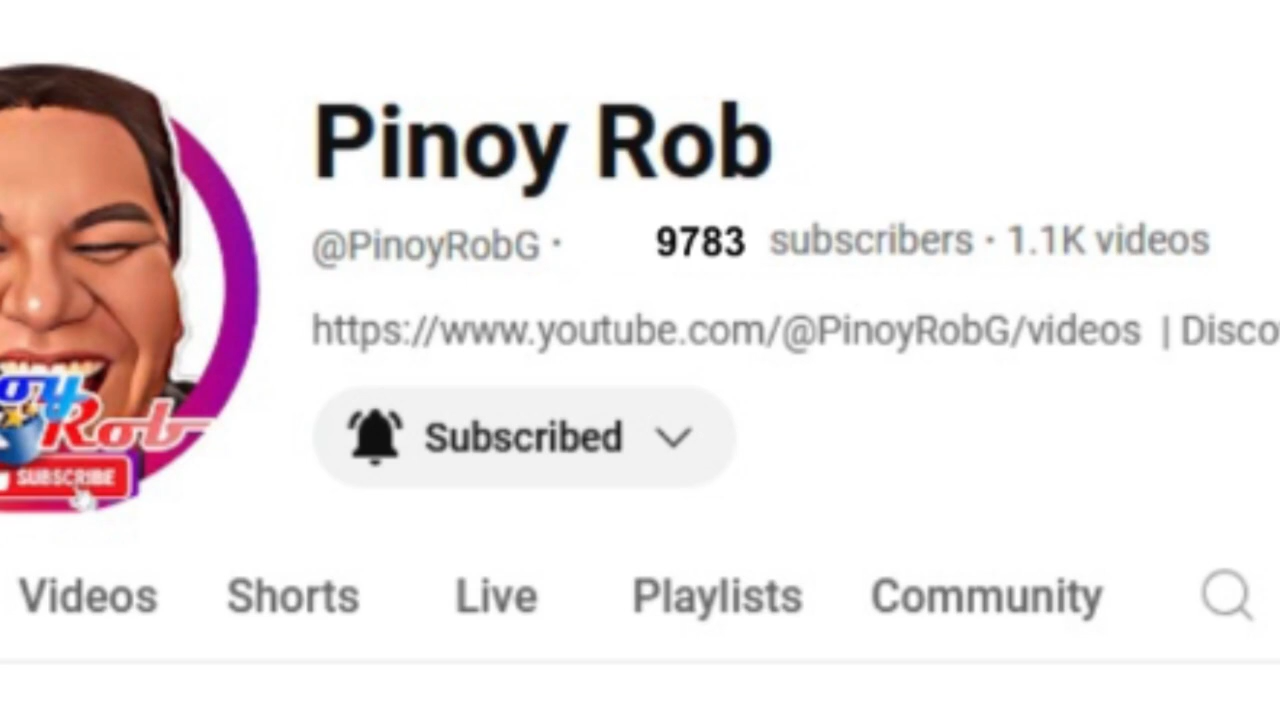 Pinoy Rob
@PinoyRobG · 9783 subscribers · 1.1K videos
https://www.youtube.com/@PinoyRobG/videos | Disco
Subscribed
oy
Rob
SUBSCRIBE
Videos Shorts Live Playlists Community